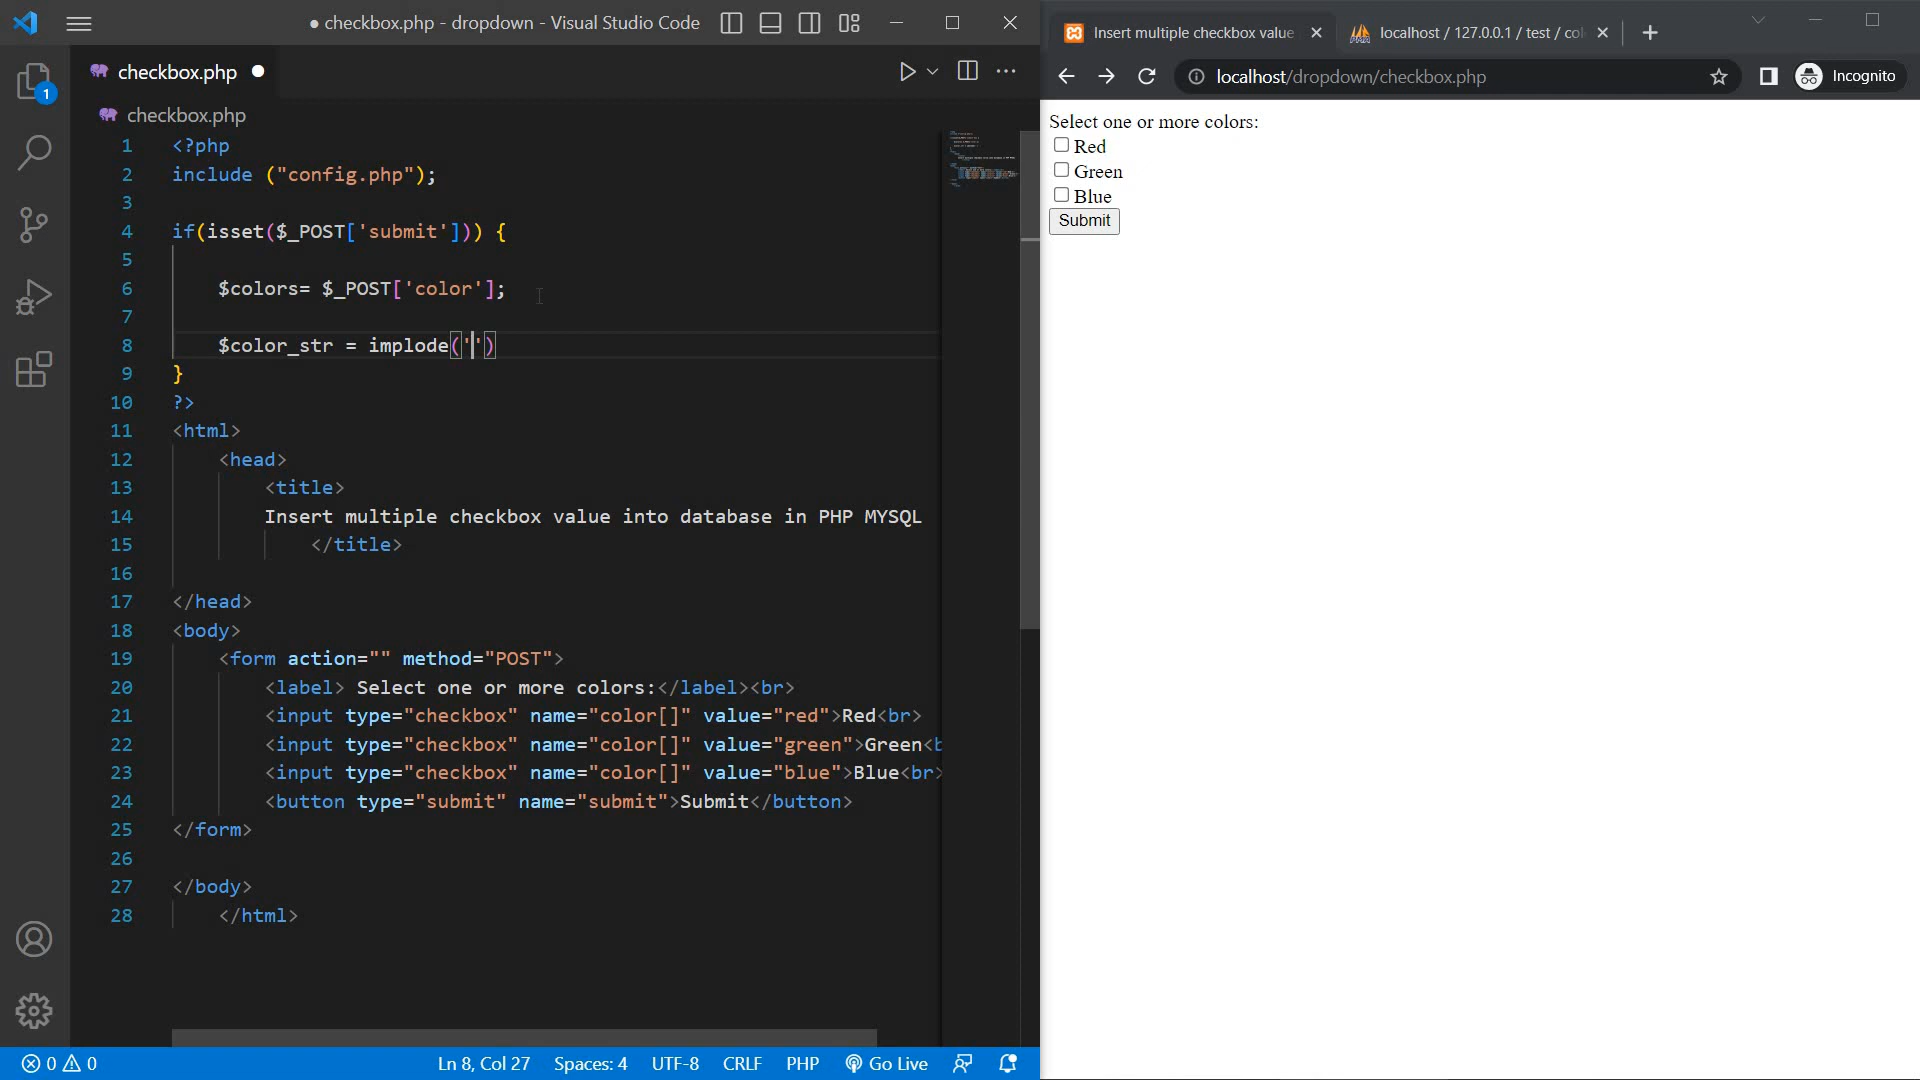 ● checkbox.php - dropdown - Visual Studio Code
checkbox.php ●
1
checkbox.php
1 <?php
2 include ("config.php");
3
4 if(isset($_POST['submit'])) {
5
6 $colors= $_POST['color'];
7
8 $color_str = implode('')
9 }
10 ?>
11 <html>
12 <head>
13 <title>
14 Insert multiple checkbox value into database in PHP MYSQL
15 </title>
16
17 </head>
18 <body>
19 <form action="" method="POST">
20 <label> Select one or more colors:</label><br>
21 <input type="checkbox" name="color[]" value="red">Red<br>
22 <input type="checkbox" name="color[]" value="green">Green<b
23 <input type="checkbox" name="color[]" value="blue">Blue<br>
24 <button type="submit" name="submit">Submit</button>
25 </form>
26
27 </body>
28 </html>
0 0
Ln 8, Col 27 Spaces: 4 UTF-8 CRLF PHP Go Live
Insert multiple checkbox value
localhost / 127.0.0.1 / test / co
localhost/dropdown/checkbox.php
Incognito
Select one or more colors:
Red
Green
Blue
Submit